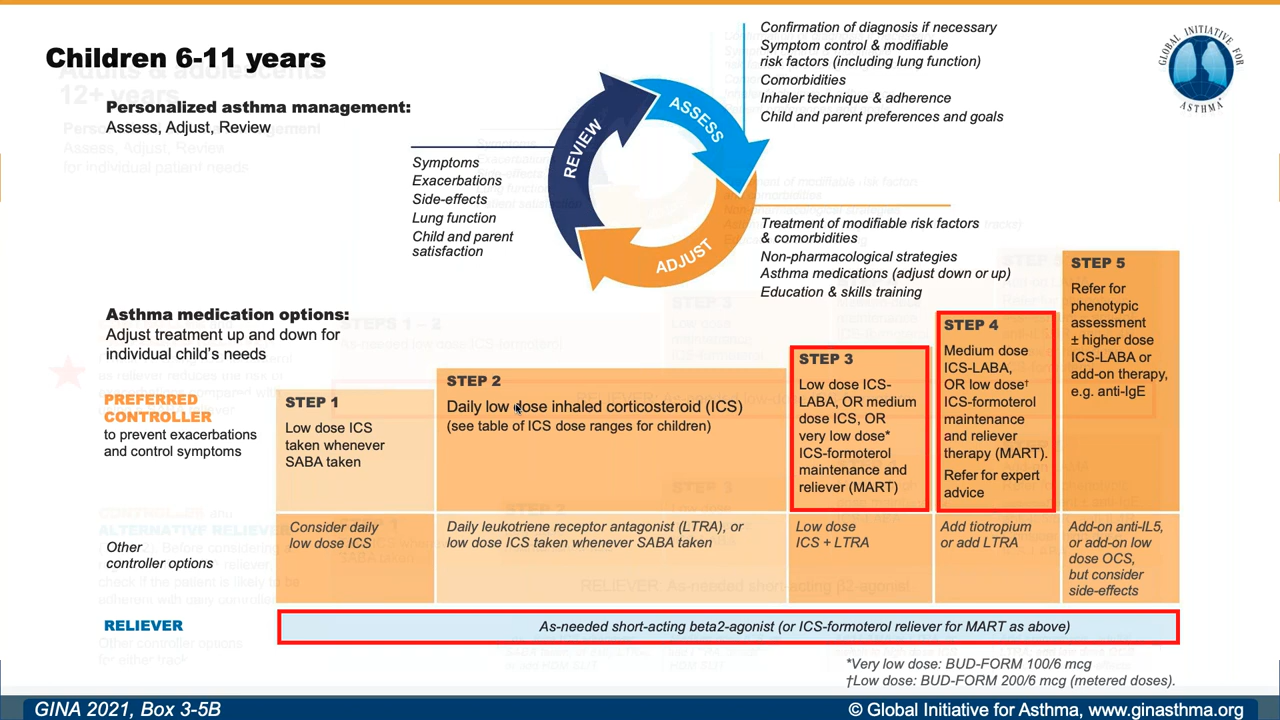 Children 6-11 years
Personalized asthma management:
Assess, Adjust, Review
Symptoms
Exacerbations
Side-effects
Lung function
Child and parent
satisfaction
REVIEW
ASSESS
ADJUST
Confirmation of diagnosis if necessary
Symptom control & modifiable
risk factors (including lung function)
Comorbidities
Inhaler technique & adherence
Child and parent preferences and goals
GLOBAL INITIATIVE FOR
ASTHMA
Treatment of modifiable risk factors
& comorbidities
Non-pharmacological strategies
Asthma medications (adjust down or up)
Education & skills training
Asthma medication options:
Adjust treatment up and down for
individual child's needs
PREFERRED
CONTROLLER
to prevent exacerbations
and control symptoms
STEP 1
Low dose ICS
taken whenever
SABA taken
STEP 2
Daily low dose inhaled corticosteroid (ICS)
(see table of ICS dose ranges for children)
STEP 3
Low dose ICS-
LABA, OR medium
dose ICS, OR
very low dose*
ICS-formoterol
maintenance and
reliever (MART)
STEP 4
Medium dose
ICS-LABA,
OR low dose†
ICS-formoterol
maintenance
and reliever
therapy (MART).
Refer for expert
advice
STEP 5
Refer for
phenotypic
assessment
± higher dose
ICS-LABA or
add-on therapy,
e.g. anti-IgE
Other
controller options
Consider daily
low dose ICS
Daily leukotriene receptor antagonist (LTRA), or
low dose ICS taken whenever SABA taken
Low dose
ICS + LTRA
Add tiotropium
or add LTRA
Add-on anti-IL5,
or add-on low
dose OCS,
but consider
side-effects
RELIEVER
As-needed short-acting beta2-agonist (or ICS-formoterol reliever for MART as above)
*Very low dose: BUD-FORM 100/6 mcg
†Low dose: BUD-FORM 200/6 mcg (metered doses).
GINA 2021, Box 3-5B
© Global Initiative for Asthma, www.ginasthma.org